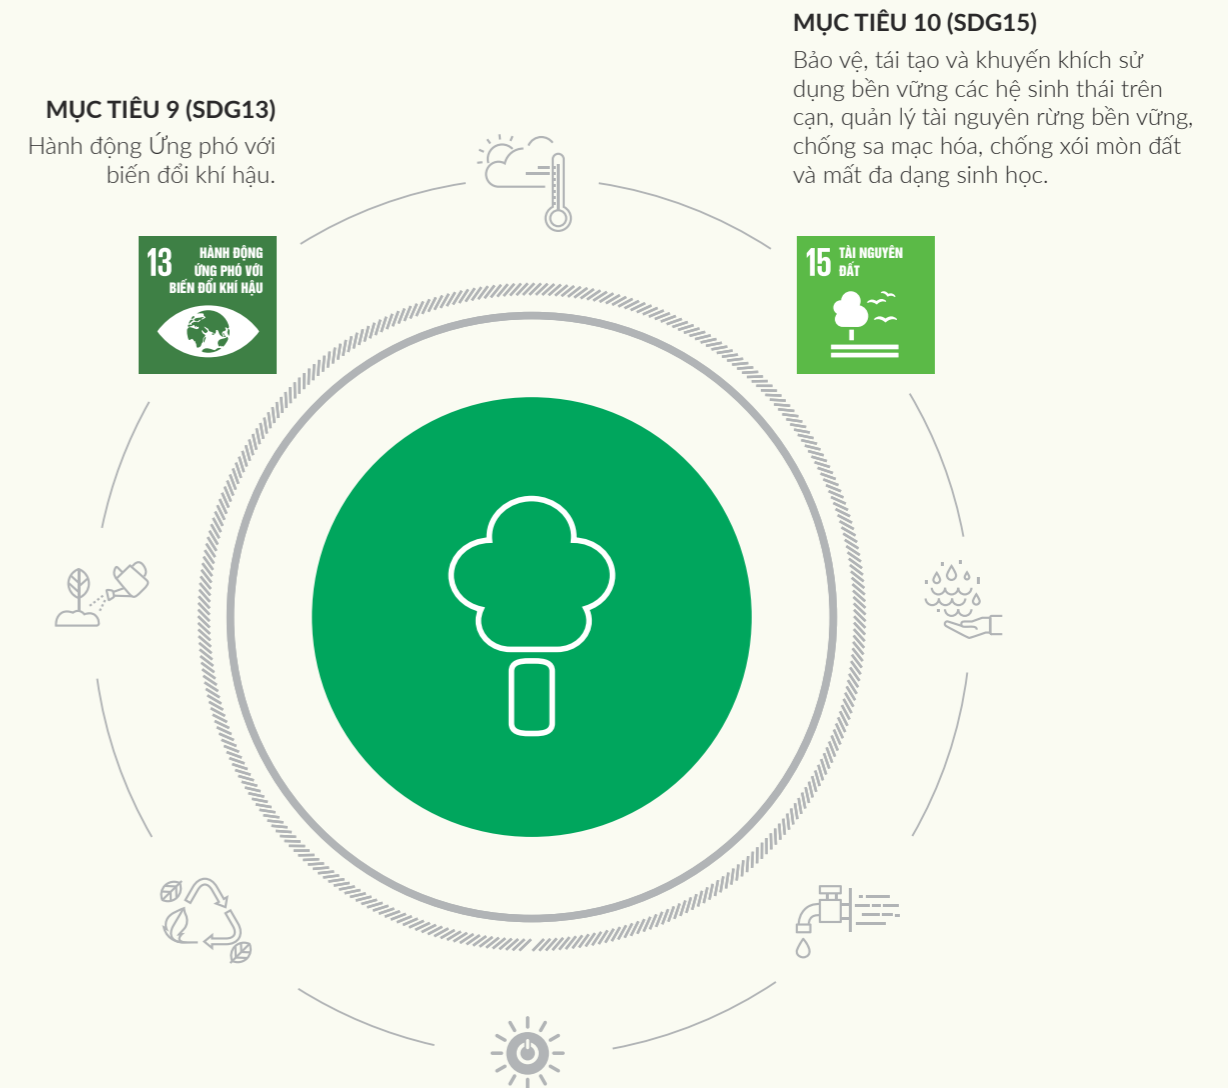 MỤC TIÊU 9 (SDG13)
Hành động Ứng phó với
biến đổi khí hậu.
13 HÀNH ĐỘNG
ỨNG PHÓ VỚI
BIẾN ĐỔI KHÍ HẬU
MỤC TIÊU 10 (SDG15)
Bảo vệ, tái tạo và khuyến khích sử
dụng bền vững các hệ sinh thái trên
cạn, quản lý tài nguyên rừng bền vững,
chống sa mạc hóa, chống xói mòn đất
và mất đa dạng sinh học.
15 TÀI NGUYÊN
ĐẤT